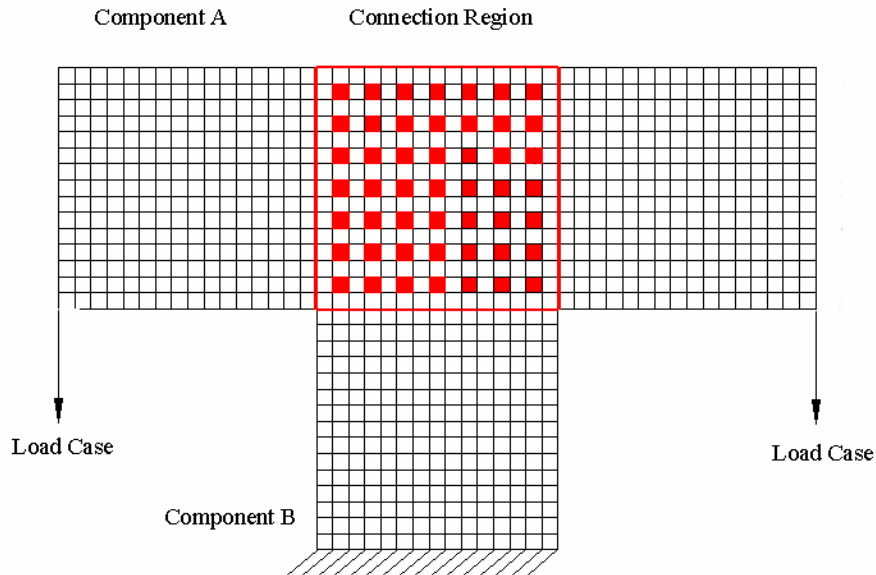 Component A
Connection Region
Load Case
Load Case
Component B